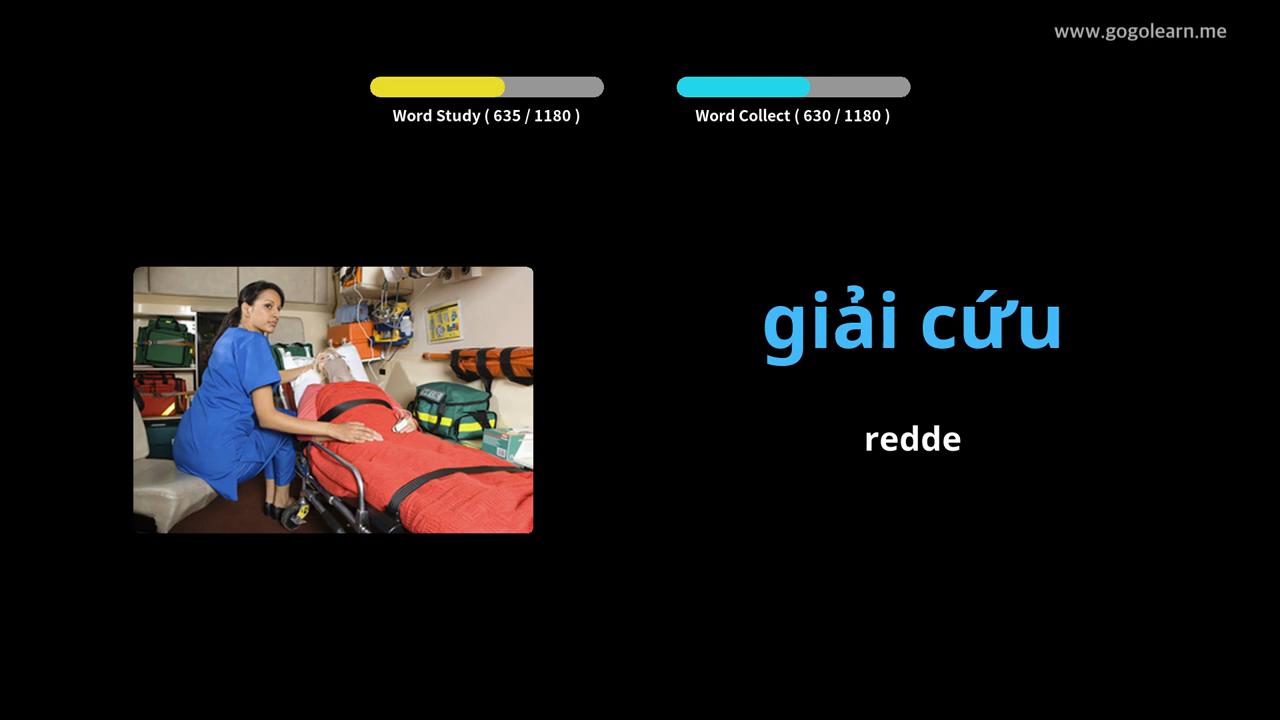 www.gogolearn.me
Word Study ( 635 / 1180 )
Word Collect ( 630 / 1180 )
giải cứu
redde